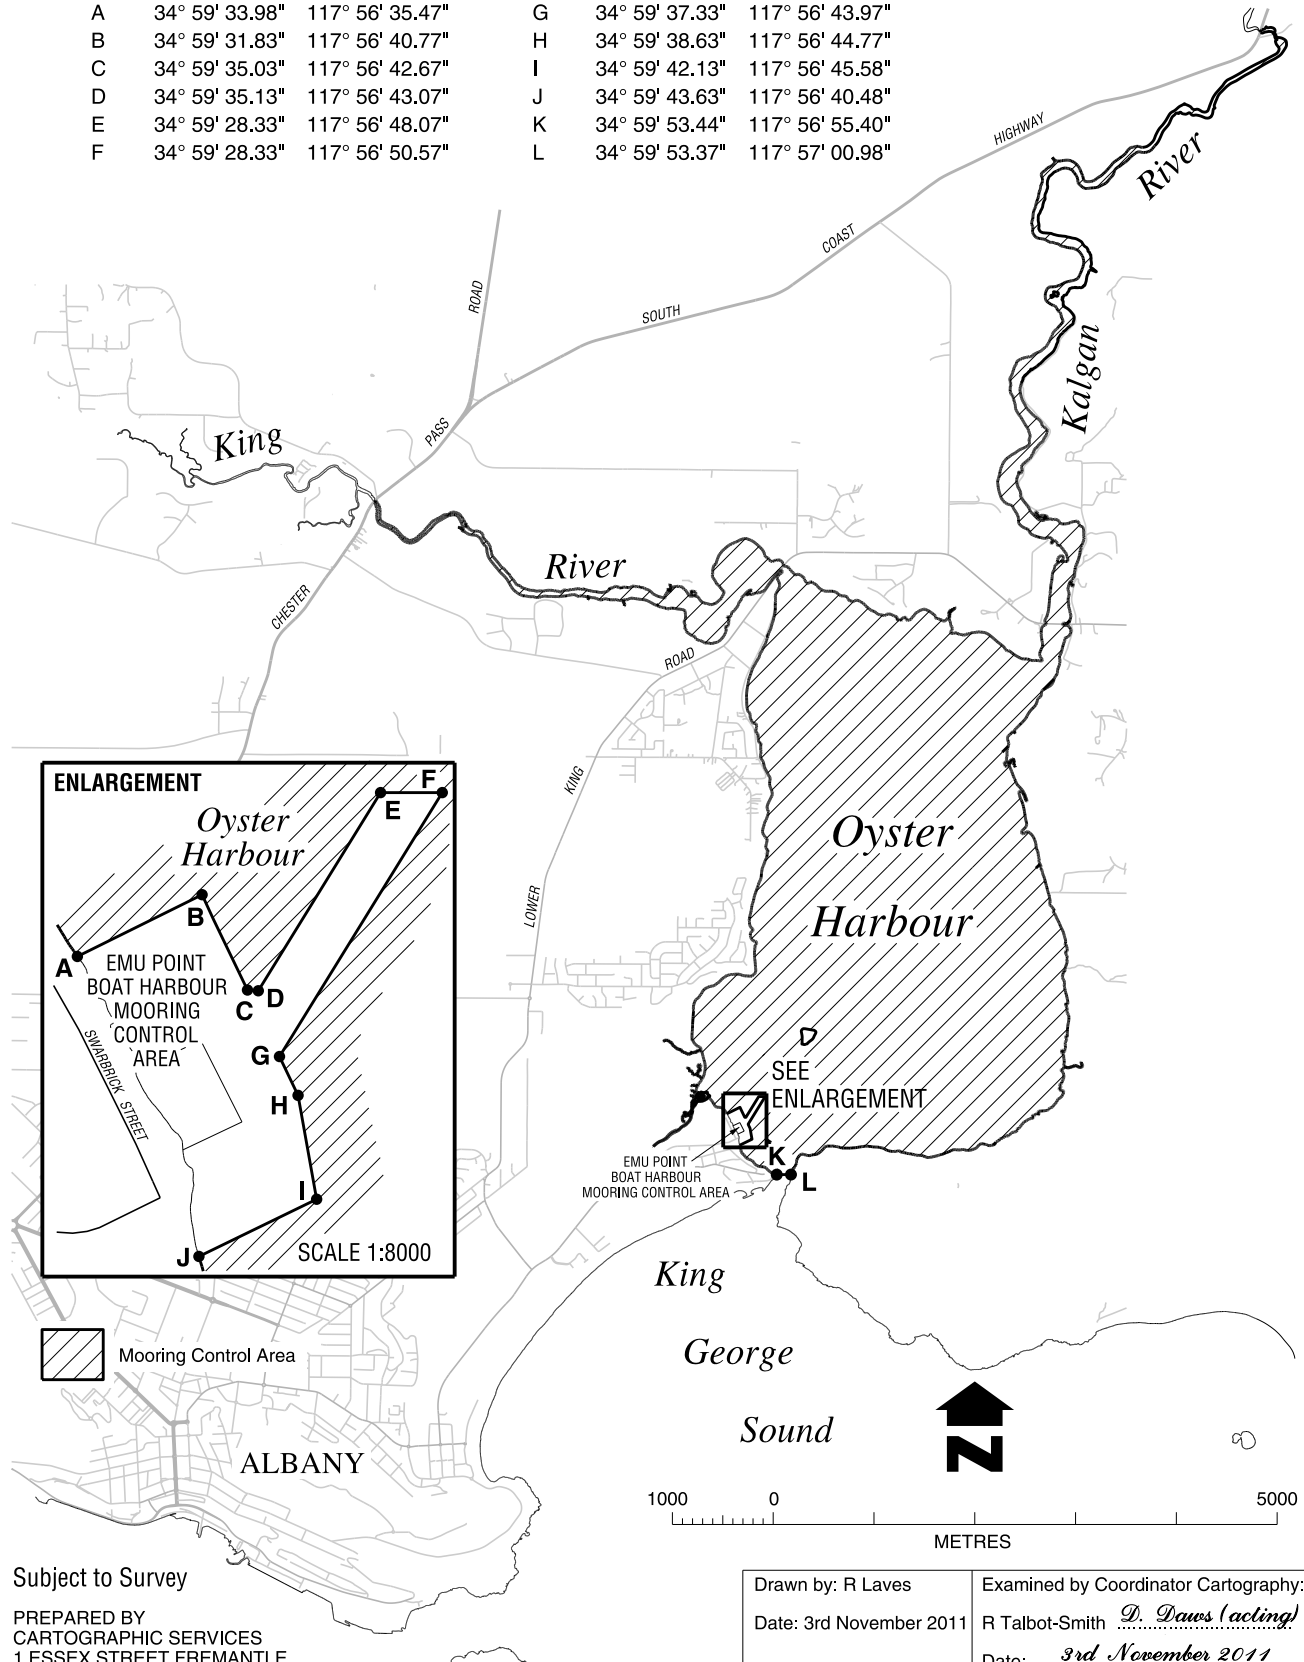 A 34° 59' 33.98" 117° 56' 35.47" G 34° 59' 37.33" 117° 56' 43.97"
B 34° 59' 31.83" 117° 56' 40.77" H 34° 59' 38.63" 117° 56' 44.77"
C 34° 59' 35.03" 117° 56' 42.67" I 34° 59' 42.13" 117° 56' 45.58"
D 34° 59' 35.13" 117° 56' 43.07" J 34° 59' 43.63" 117° 56' 40.48"
E 34° 59' 28.33" 117° 56' 48.07" K 34° 59' 53.44" 117° 56' 55.40"
F 34° 59' 28.33" 117° 56' 50.57" L 34° 59' 53.37" 117° 57' 00.98"
HIGHWAY
River
COAST
ROAD
SOUTH
Kalgan
PASS
King
River
CHESTER
ROAD
KING
LOWER
Oyster
Harbour
SEE
ENLARGEMENT
EMU POINT
BOAT HARBOUR
MOORING CONTROL AREA
K
L
ENLARGEMENT
F
E
Oyster
Harbour
B
A
EMU POINT
BOAT HARBOUR
MOORING
CONTROL
AREA
C D
SWARBRICK STREET
G
H
I
J
SCALE 1:8000
King
George
Sound
Mooring Control Area
ALBANY
N
1000 0 5000
METRES
Subject to Survey
PREPARED BY
CARTOGRAPHIC SERVICES
1 ESSEX STREET FREMANTLE
Drawn by: R Laves
Date: 3rd November 2011
Examined by Coordinator Cartography:
R Talbot-Smith D. Daws (acting)
Date: 3rd November 2011